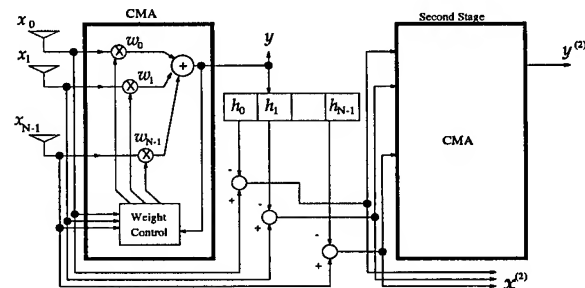 CMA
Second Stage
x0
w0
y
y(2)
x1
w1
+
xN-1
wN-1
h0 h1 hN-1
CMA
-
+
-
+
-
+
Weight
Control
x(2)